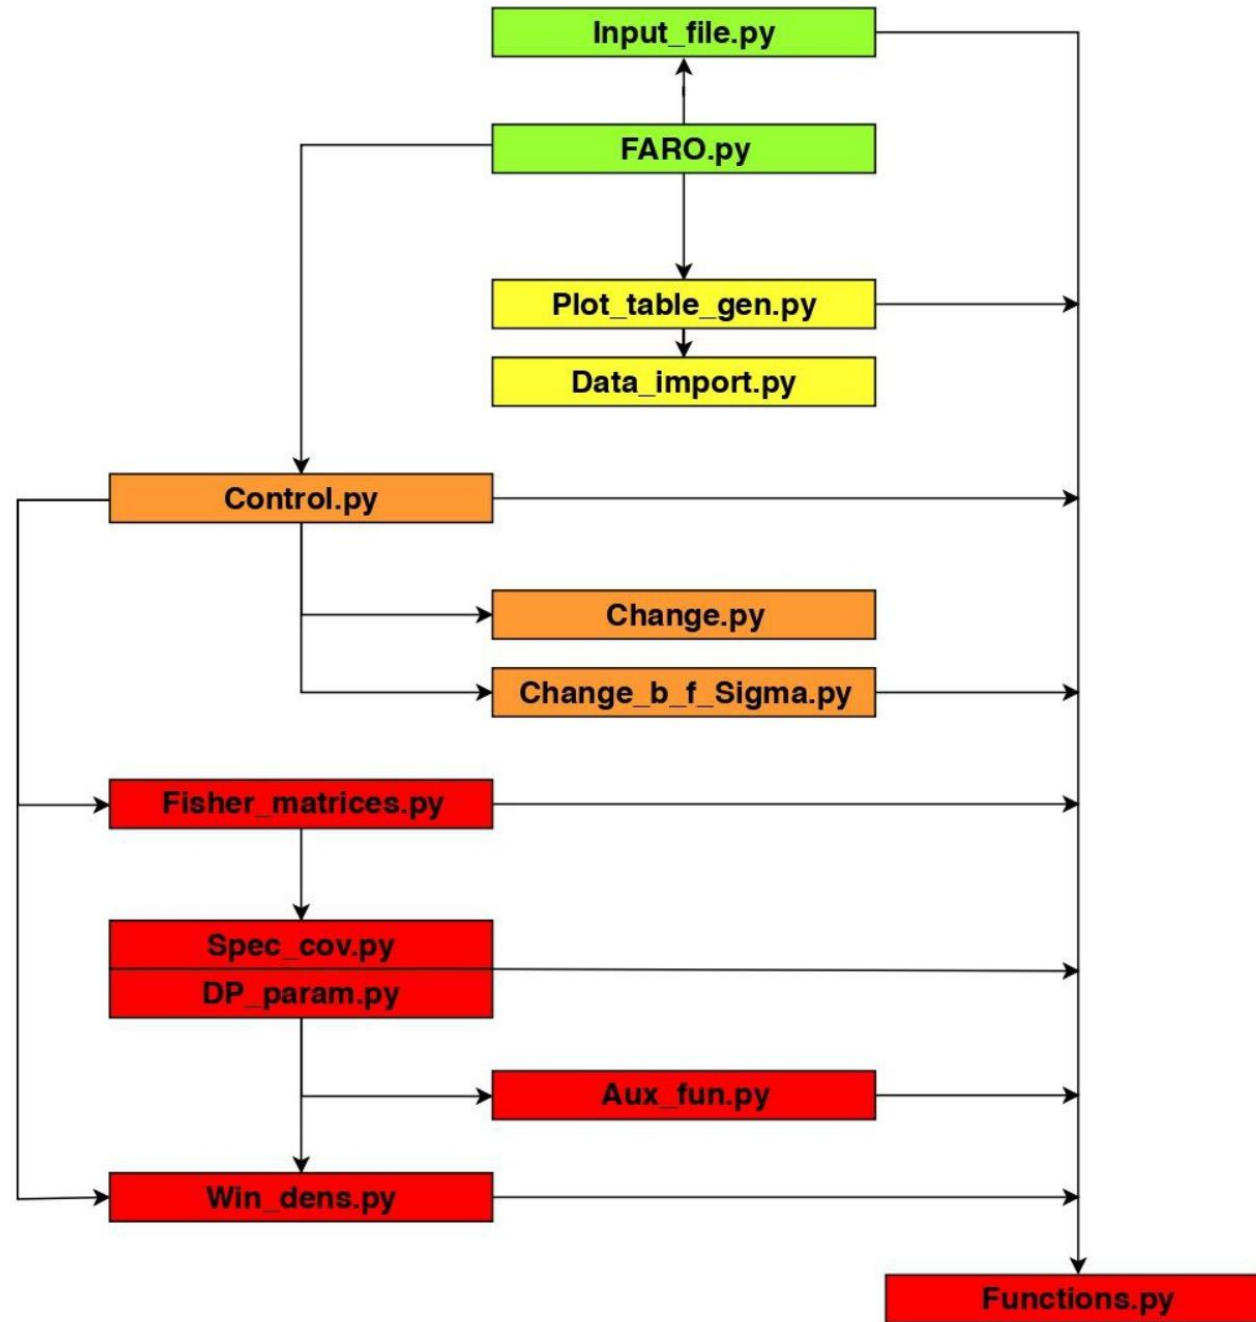 Input_file.py
FARO.py
Plot_table_gen.py
Data_import.py
Control.py
Change.py
Change_b_f_Sigma.py
Fisher_matrices.py
Spec_cov.py
DP_param.py
Aux_fun.py
Win_dens.py
Functions.py